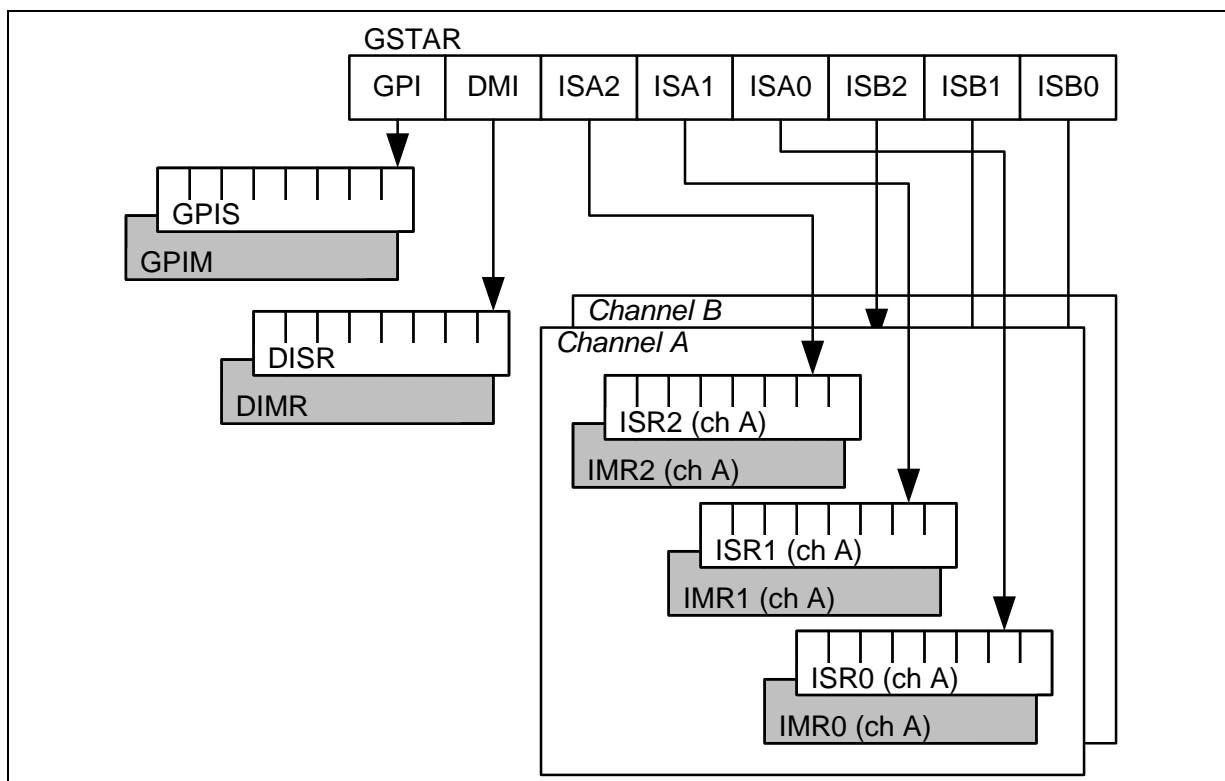 GSTAR
GPI DMI ISA2 ISA1 ISA0 ISB2 ISB1 ISB0
GPIS
GPIM
DISR
DIMR
Channel B
Channel A
ISR2 (ch A)
IMR2 (ch A)
ISR1 (ch A)
IMR1 (ch A)
ISR0 (ch A)
IMR0 (ch A)